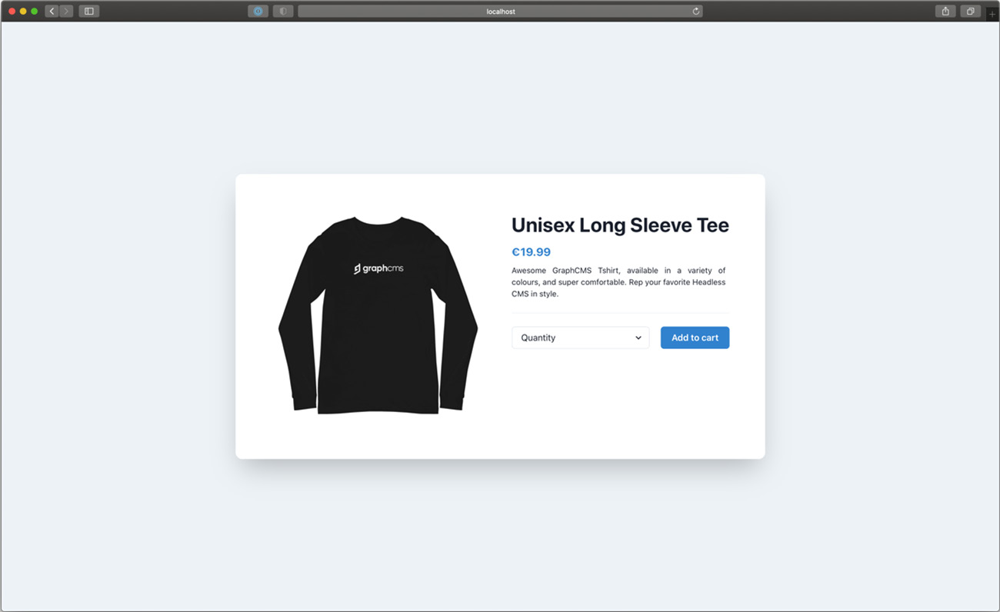 localhost
graphcms
Unisex Long Sleeve Tee
€19.99
Awesome GraphCMS Tshirt, available in a variety of
colours, and super comfortable. Rep your favorite Headless
CMS in style.
Quantity
Add to cart